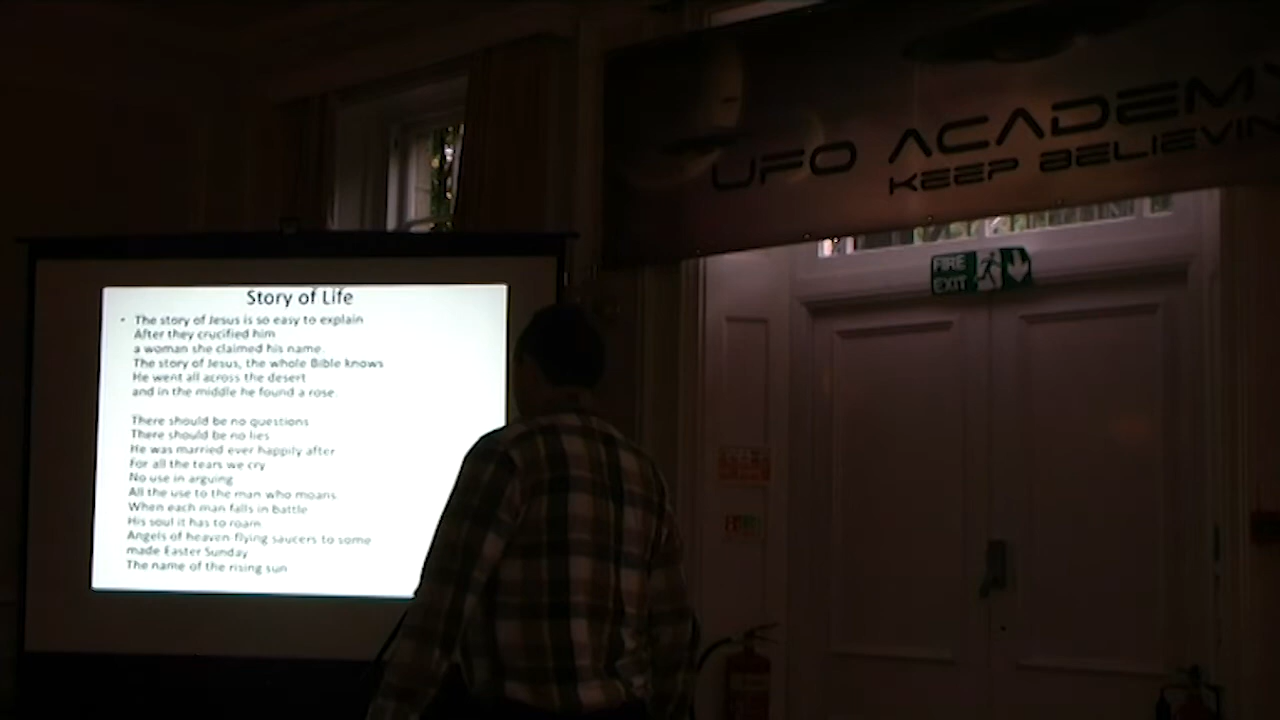 Story of Life
• The story of Jesus is so easy to explain
After they crucified him
a woman she claimed his name.
The story of Jesus, the whole Bible knows
He went all across the desert
and in the middle he found a rose.
There should be no questions
There should be no lies
He was married ever happily after
For all the tears we cry
No use in arguing
All the use to the man who moans
When each man falls in battle
His soul it has to roam
Angels of heaven flying saucers to some
made Easter Sunday
The name of the rising sun
UFO ACADEMY
KEEP BELIEVIN
FIRE
EXIT